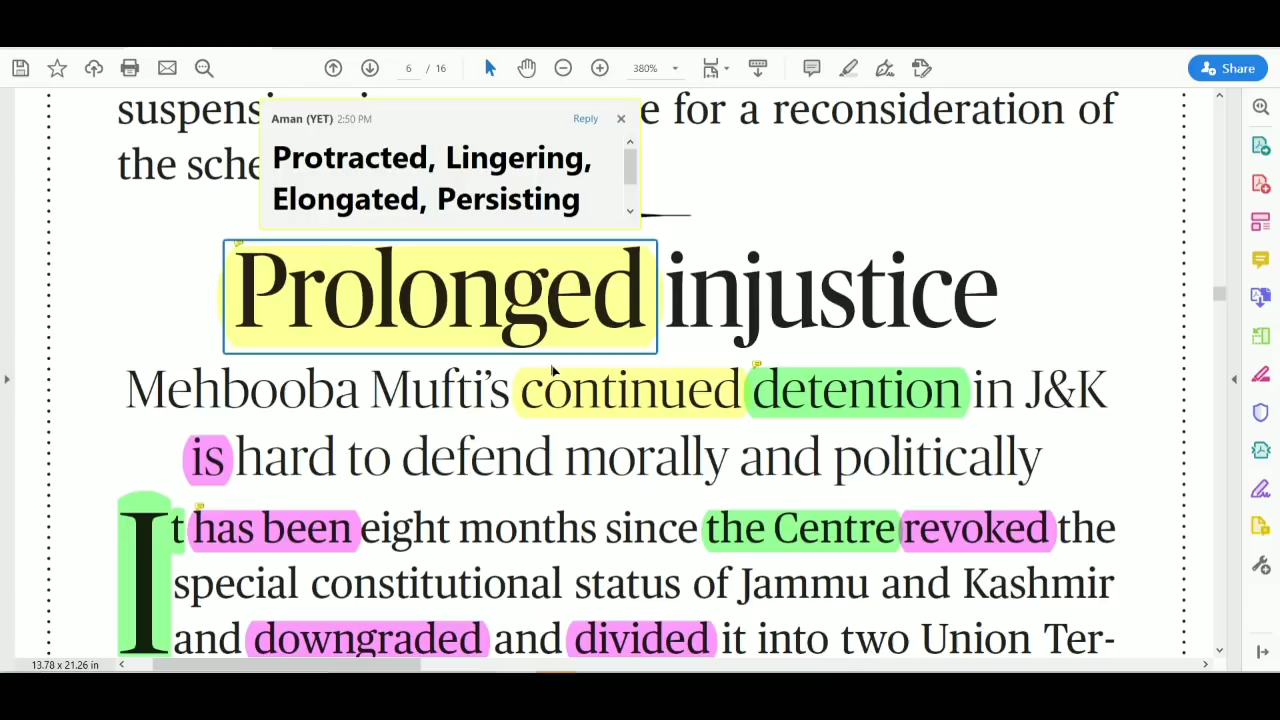 6 / 16
380%
Share
suspens
e for a reconsideration of
the sche
Aman (YET) 2:50 PM
Reply
Protracted, Lingering,
Elongated, Persisting
Prolonged injustice
Mehbooba Mufti's continued detention in J&K
is hard to defend morally and politically
It has been eight months since the Centre revoked the
special constitutional status of Jammu and Kashmir
and downgraded and divided it into two Union Ter-
13.78 x 21.26 in